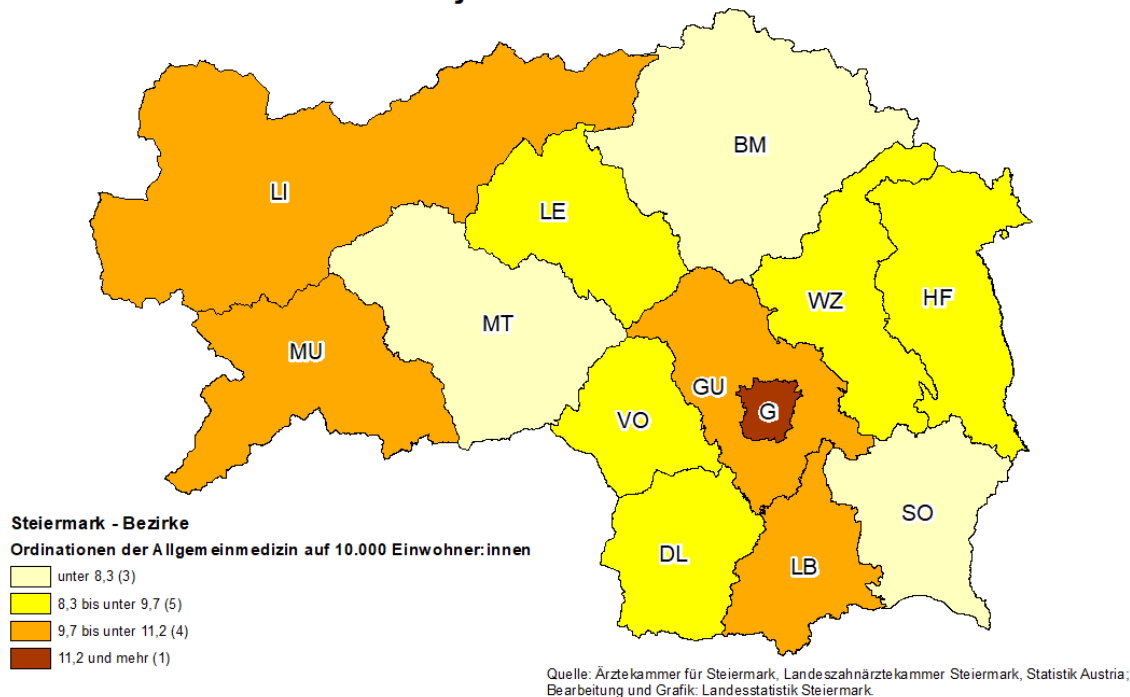 BM
LI
LE
WZ
HF
MT
MU
GU
G
VO
SO
DL
LB
Steiermark - Bezirke
Ordinationen der Allgemeinmedizin auf 10.000 Einwohner:innen
unter 8,3 (3)
8,3 bis unter 9,7 (5)
9,7 bis unter 11,2 (4)
11,2 und mehr (1)
Quelle: Ärztekammer für Steiermark, Landeszahnärztekammer Steiermark, Statistik Austria;
Bearbeitung und Grafik: Landesstatistik Steiermark.